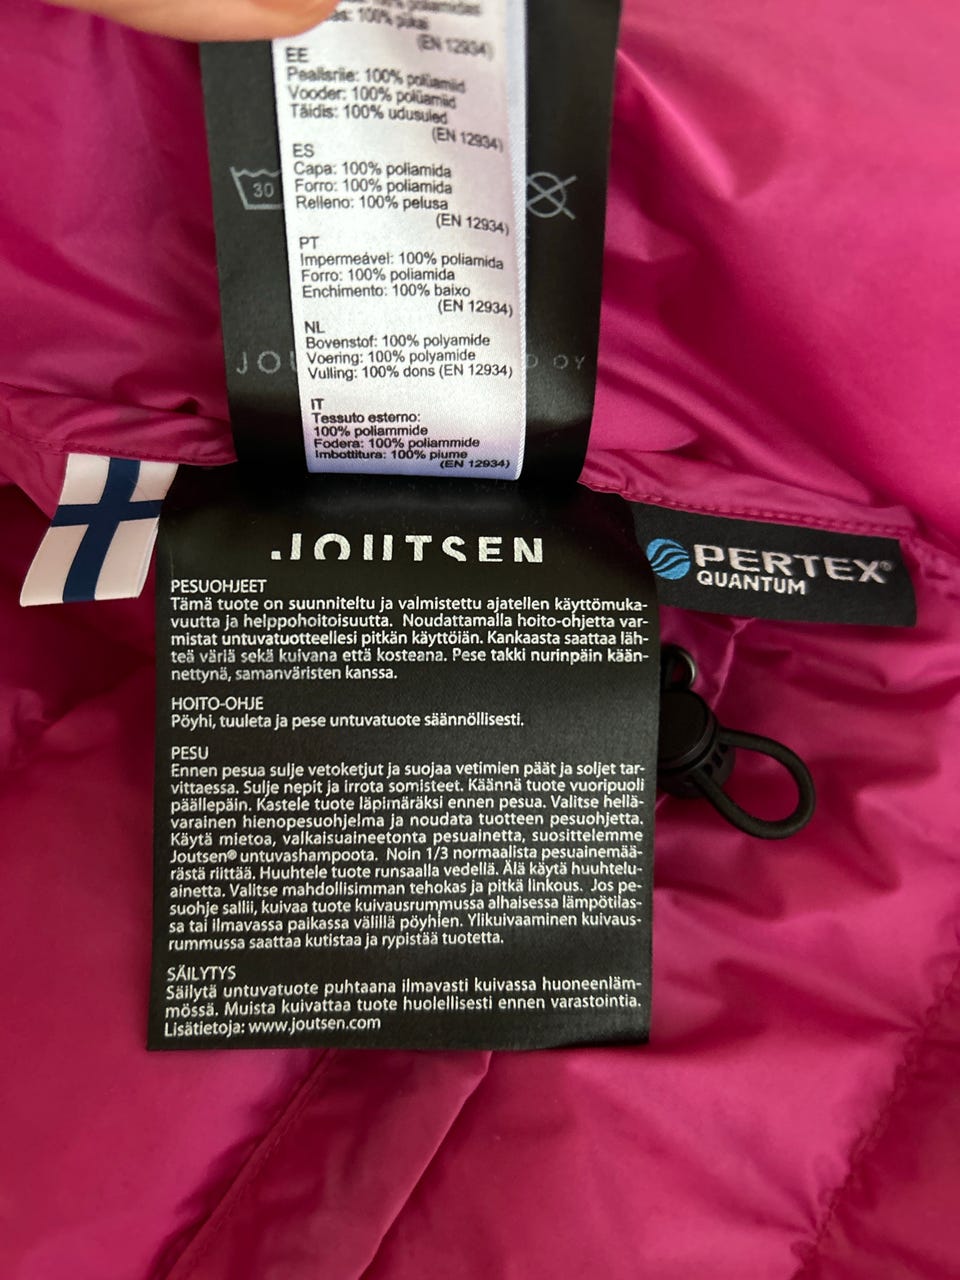 100% poliamidas
100% pūkas
(EN 12934)
EE
Pealisriie: 100% polüamiid
Vooder: 100% polüamiid
Täidis: 100% udusuled
(EN 12934)
ES
Capa: 100% poliamida
Forro: 100% poliamida
Relleno: 100% pelusa
(EN 12934)
PT
Impermeável: 100% poliamida
Forro: 100% poliamida
Enchimento: 100% baixo
(EN 12934)
NL
Bovenstof: 100% polyamide
Voering: 100% polyamide
Vulling: 100% dons (EN 12934)
IT
Tessuto esterno:
100% poliammide
Fodera: 100% poliammide
Imbottitura: 100% piume
(EN 12934)
30
JOU D OY
JOUTSEN
PESUOHJEET
Tämä tuote on suunniteltu ja valmistettu ajatellen käyttömuka-
vuutta ja helppohoitoisuutta. Noudattamalla hoito-ohjetta var-
mistat untuvatuotteellesi pitkän käyttöiän. Kankaasta saattaa läh-
teä väriä sekä kuivana että kosteana. Pese takki nurinpäin kään-
nettynä, samanväristen kanssa.
HOITO-OHJE
Pöyhi, tuuleta ja pese untuvatuote säännöllisesti.
PESU
Ennen pesua sulje vetoketjut ja suojaa vetimien päät ja soljet tar-
vittaessa. Sulje nepit ja irrota somisteet. Käännä tuote vuoripuoli
päällepäin. Kastele tuote läpimäräksi ennen pesua. Valitse hellä-
varainen hienopesuohjelma ja noudata tuotteen pesuohjetta.
Käytä mietoa, valkaisuaineetonta pesuainetta, suosittelemme
Joutsen® untuvashampoota. Noin 1/3 normaalista pesuainemää-
rästä riittää. Huuhtele tuote runsaalla vedellä. Älä käytä huuhtelu-
ainetta. Valitse mahdollisimman tehokas ja pitkä linkous. Jos pe-
suohje sallii, kuivaa tuote kuivausrummussa alhaisessa lämpötilas-
sa tai ilmavassa paikassa välillä pöyhien. Ylikuivaaminen kuivaus-
rummussa saattaa kutistaa ja rypistää tuotetta.
SÄILYTYS
Säilytä untuvatuote puhtaana ilmavasti kuivassa huoneenläm-
mössä. Muista kuivattaa tuote huolellisesti ennen varastointia.
Lisätietoja: www.joutsen.com
PERTEX®
QUANTUM